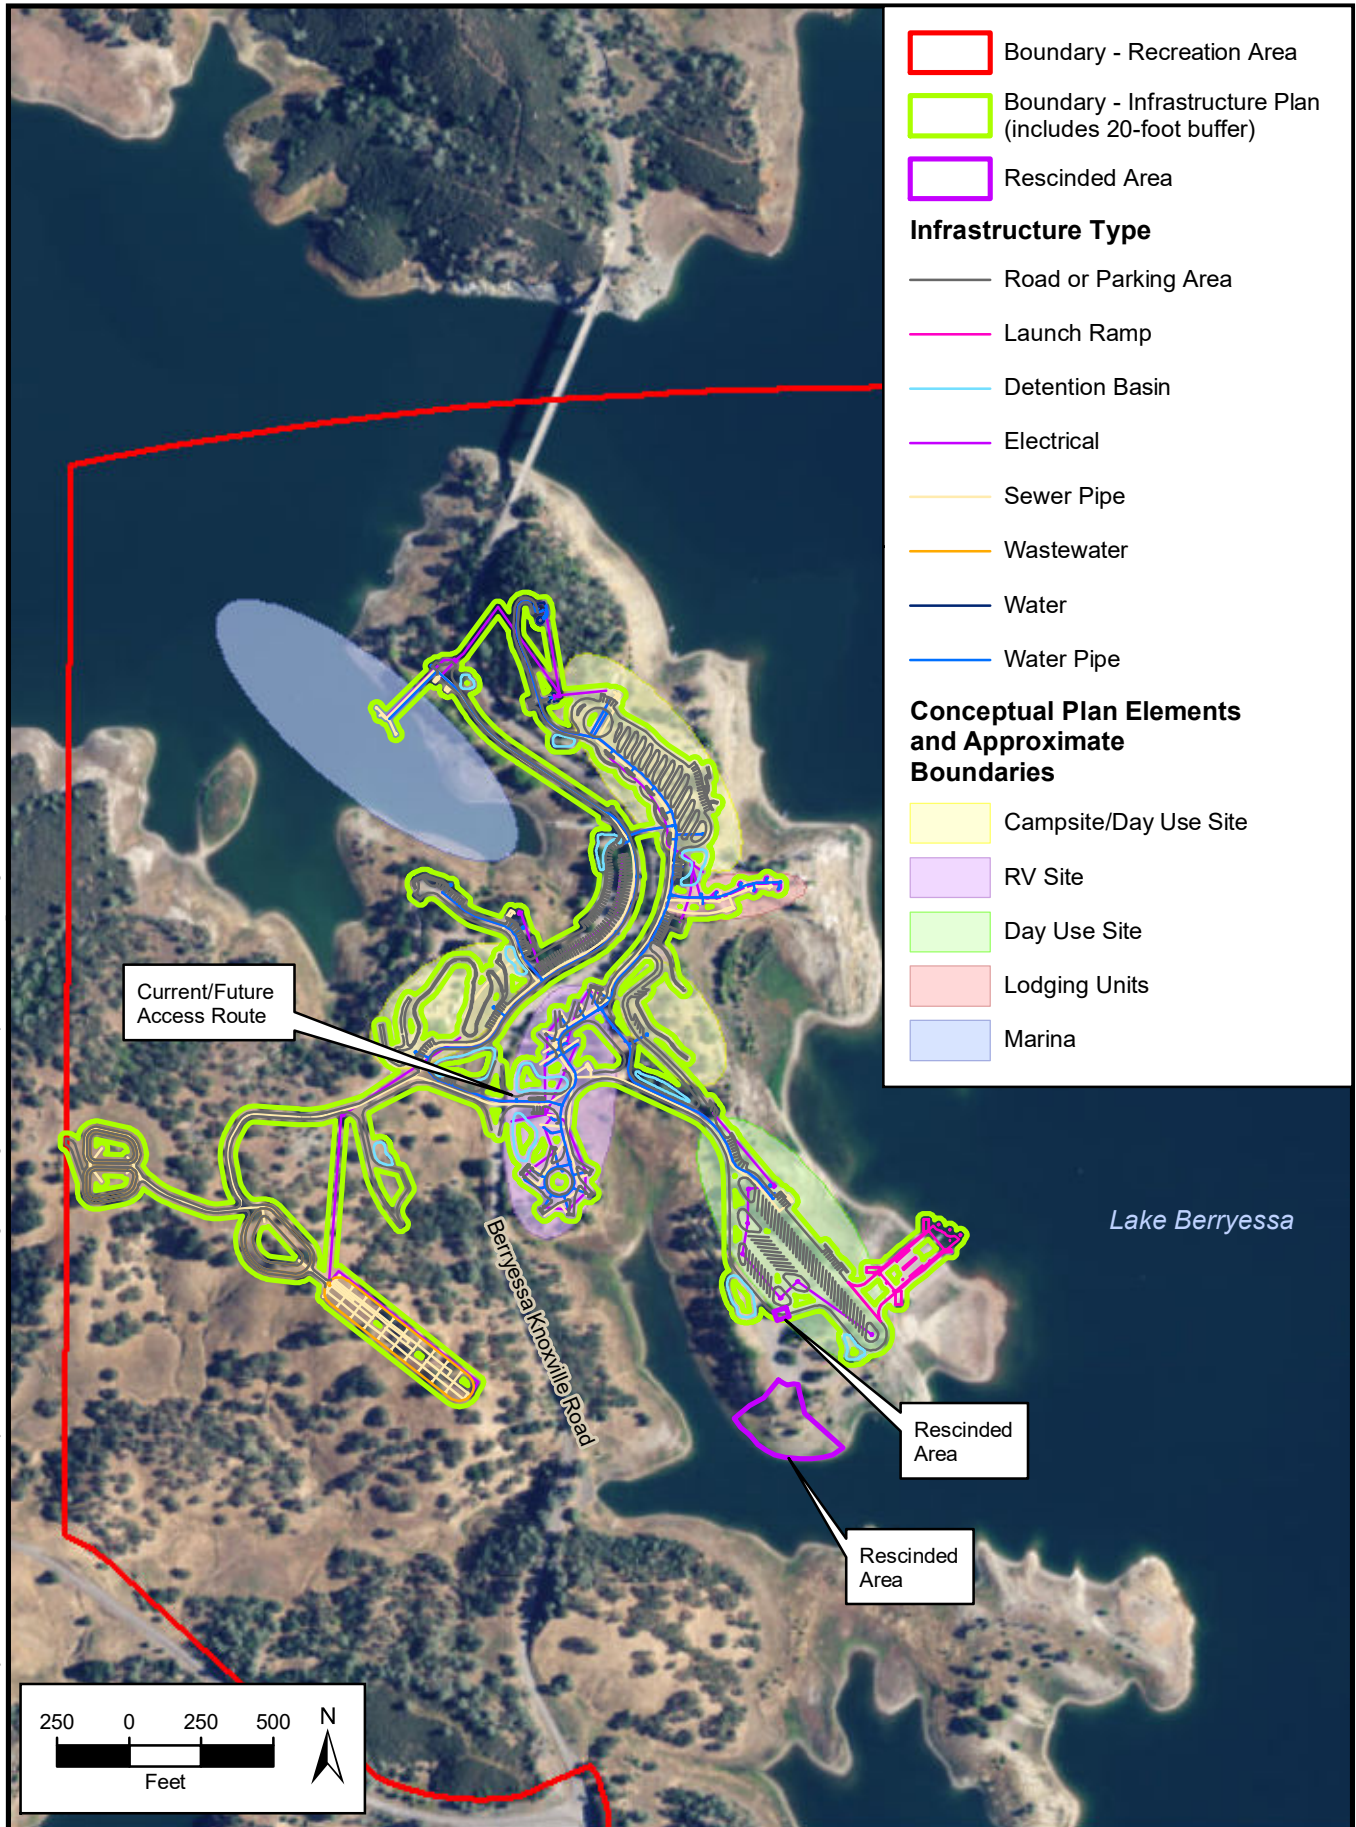 Boundary - Recreation Area
Boundary - Infrastructure Plan
(includes 20-foot buffer)
Rescinded Area
Infrastructure Type
Road or Parking Area
Launch Ramp
Detention Basin
Electrical
Sewer Pipe
Wastewater
Water
Water Pipe
Conceptual Plan Elements
and Approximate
Boundaries
Campsite/Day Use Site
RV Site
Day Use Site
Lodging Units
Marina
Current/Future
Access Route
Berryessa Knoxville Road
Lake Berryessa
Rescinded
Area
Rescinded
Area
250 0 250 500
Feet
N